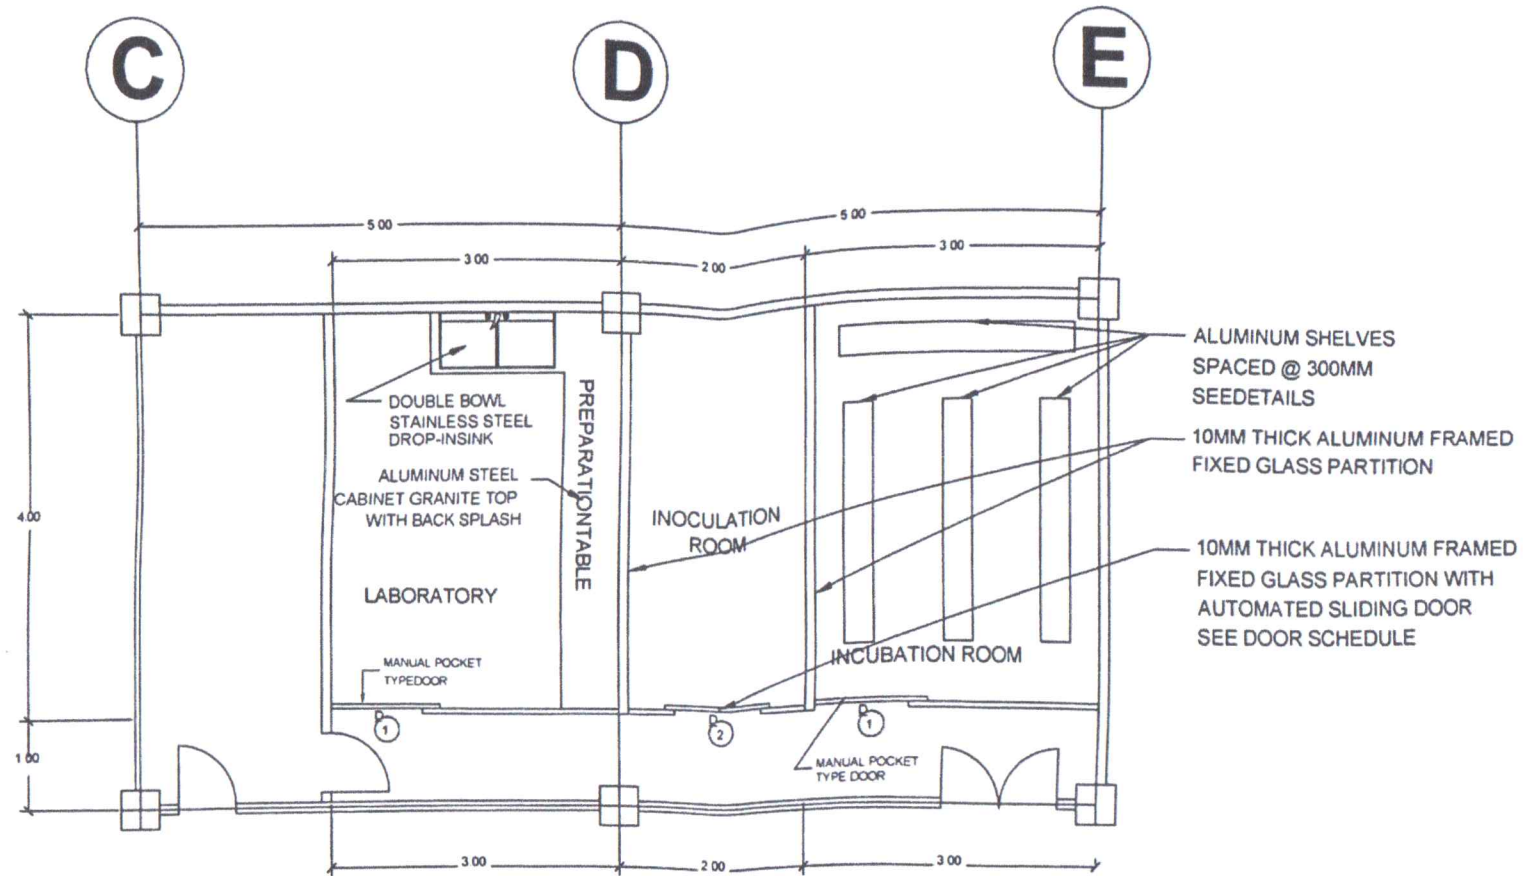 C
D
E
5.00
5.00
3.00
2.00
3.00
ALUMINUM SHELVES
SPACED @ 300MM
SEEDETAILS
DOUBLE BOWL
STAINLESS STEEL
DROP-INSINK
PREPARATIONTABLE
10MM THICK ALUMINUM FRAMED
FIXED GLASS PARTITION
ALUMINUM STEEL
CABINET GRANITE TOP
WITH BACK SPLASH
4.00
INOCULATION
ROOM
10MM THICK ALUMINUM FRAMED
FIXED GLASS PARTITION WITH
AUTOMATED SLIDING DOOR
SEE DOOR SCHEDULE
LABORATORY
INCUBATION ROOM
MANUAL POCKET
TYPEDOOR
D
1
D
2
D
1
1.00
MANUAL POCKET
TYPE DOOR
3.00
2.00
3.00